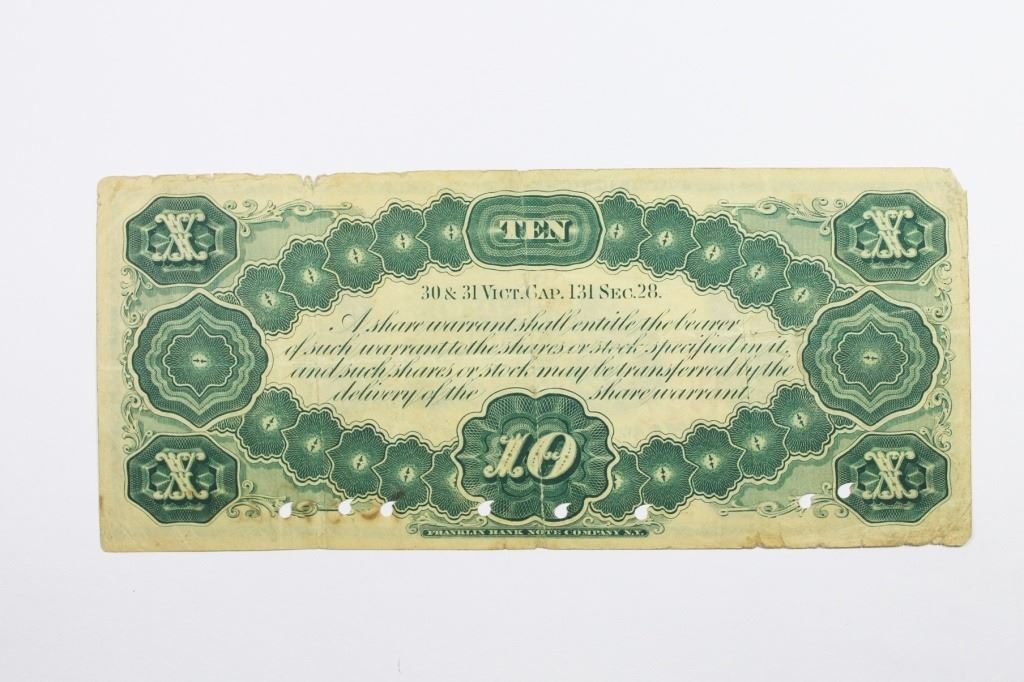 X TEN X
30 & 31 VICT. CAP. 131 SEC. 28.
A share warrant shall entitle the bearer
of such warrant to the shares or stock specified in it,
and such shares or stock may be transferred by the
delivery of the share warrant.
X 10 X
FRANKLIN BANK NOTE COMPANY N.Y.